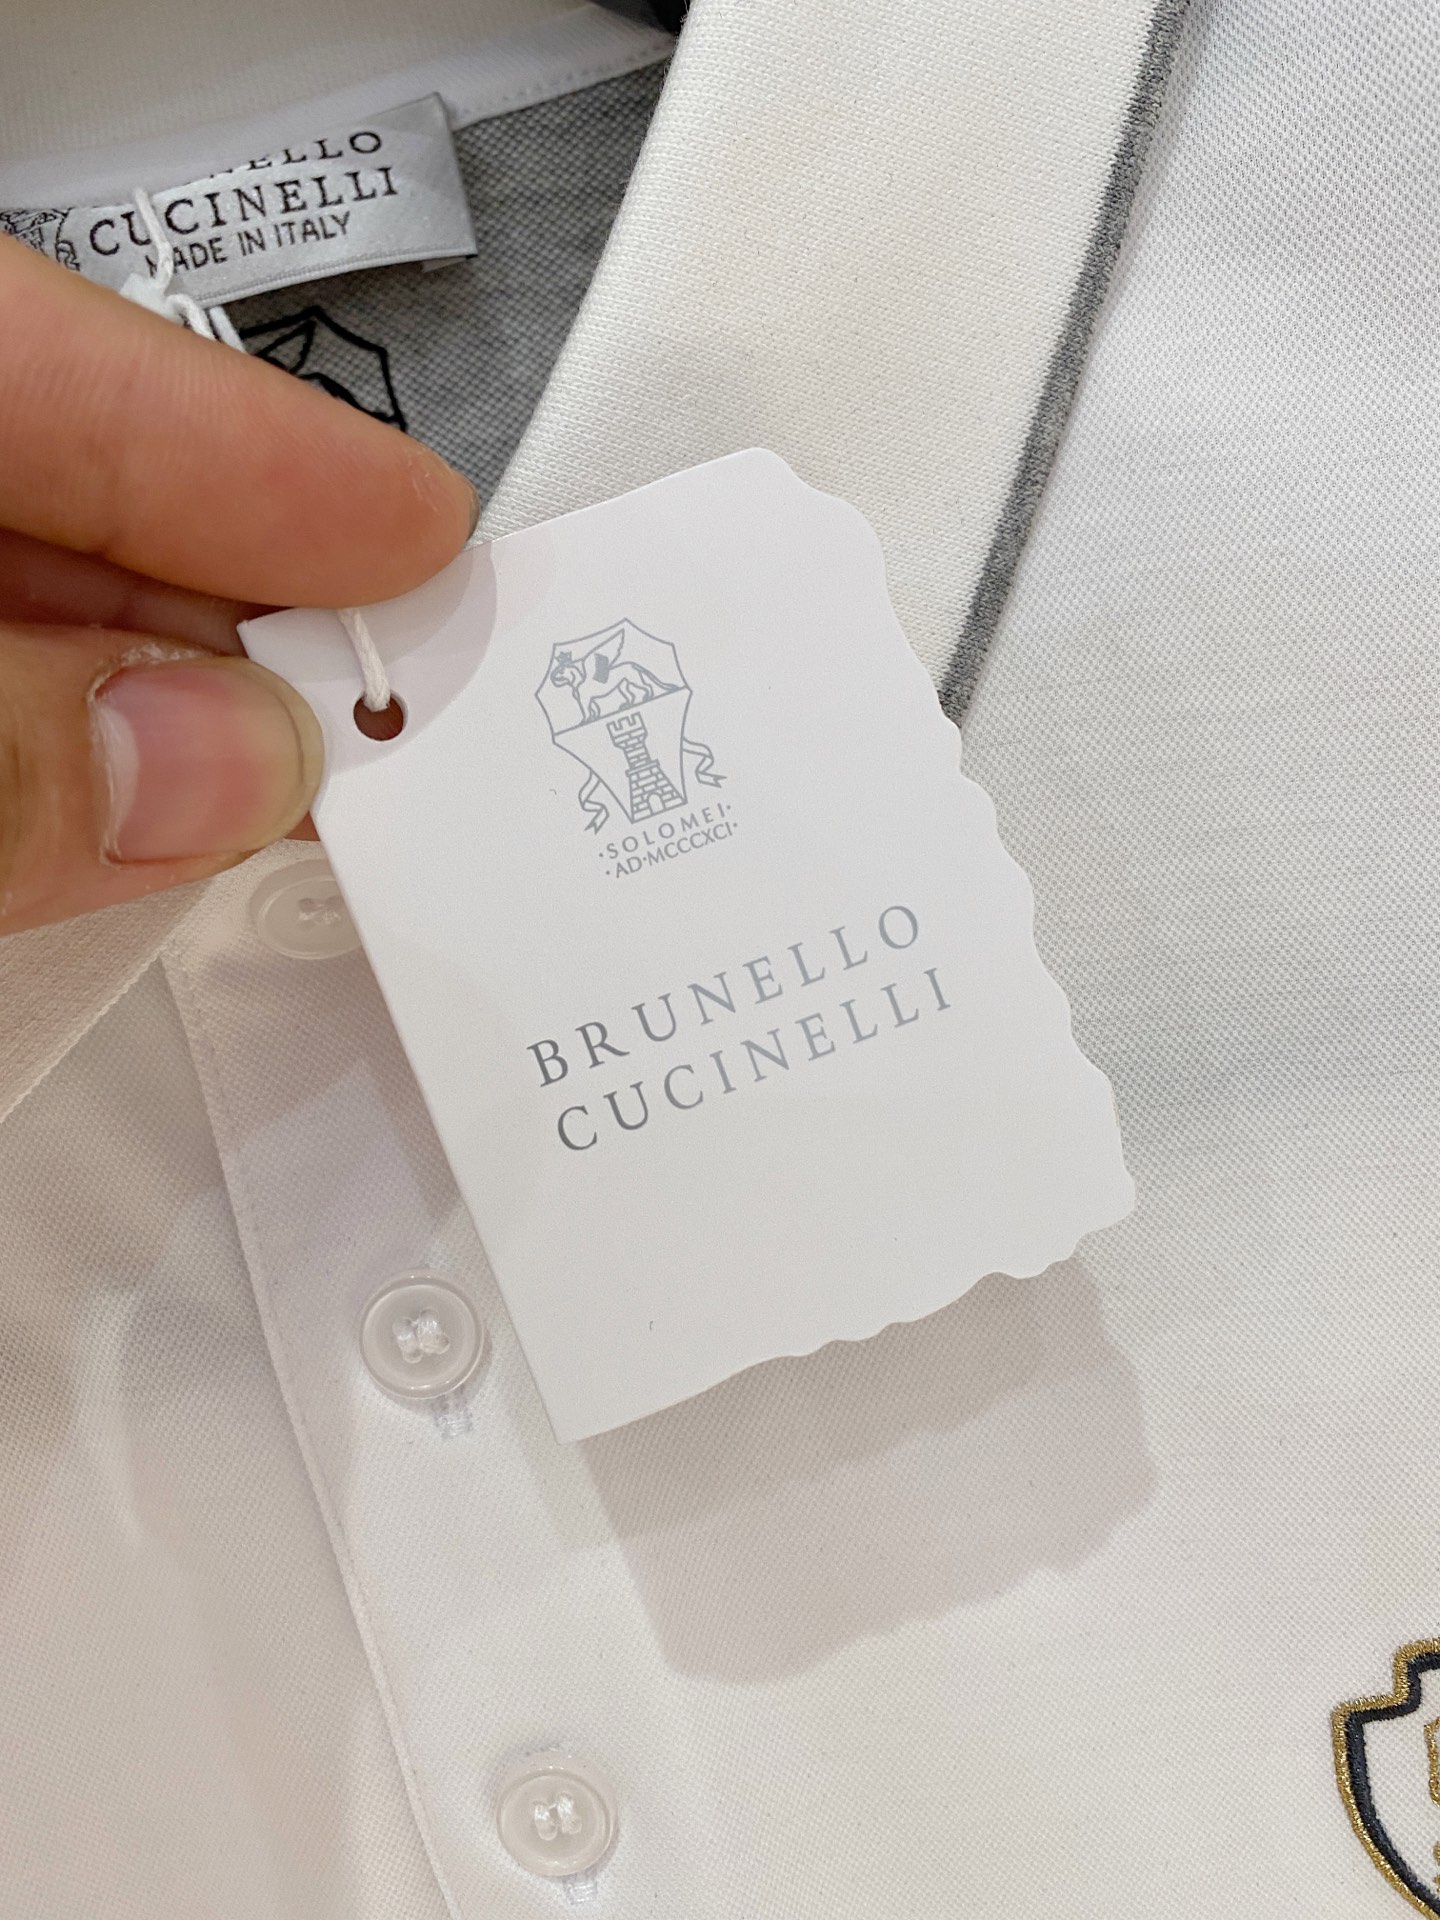 CUCINELLI
MADE IN ITALY
·SOLOMEI·
·AD·MCCCXCI·
BRUNELLO
CUCINELLI